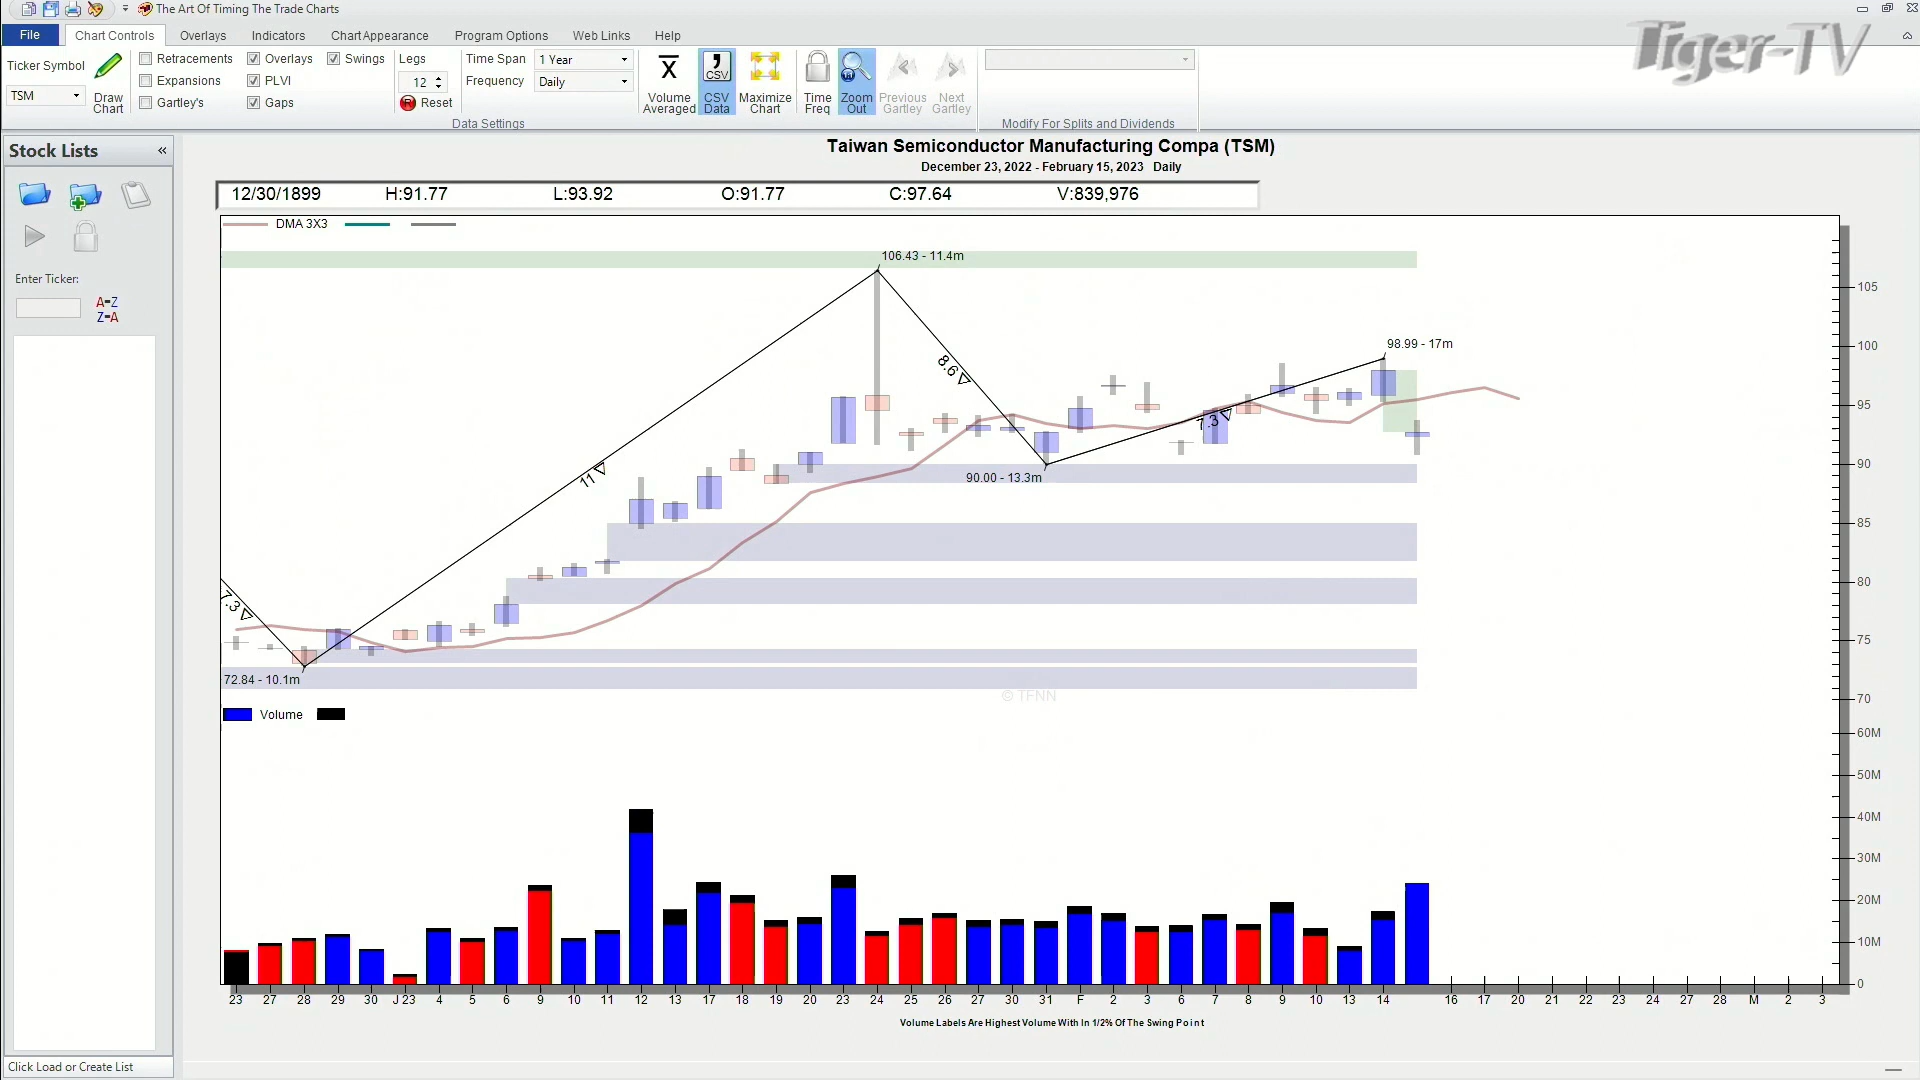 The Art Of Timing The Trade Charts
File Chart Controls Overlays Indicators Chart Appearance Program Options Web Links Help
Tiger-TV
Ticker Symbol
TSM
Draw Chart
Retracements
Expansions
Gartley's
Overlays
PLVI
Gaps
Swings
Legs
12
Reset
Time Span 1 Year
Frequency Daily
Data Settings
Volume Averaged
CSV Data
Maximize Chart
Time Freq
Zoom Out
Previous Gartley
Next Gartley
Modify For Splits and Dividends
Stock Lists «
Enter Ticker:
A=Z
Z=A
Click Load or Create List
Taiwan Semiconductor Manufacturing Compa (TSM)
December 23, 2022 - February 15, 2023 Daily
12/30/1899 H:91.77 L:93.92 O:91.77 C:97.64 V:839,976
DMA 3X3
106.43 - 11.4m
98.99 - 17m
90.00 - 13.3m
72.84 - 10.1m
7.3
11
8.6
7.3
© TFNN
105
100
95
90
85
80
75
70
Volume
60M
50M
40M
30M
20M
10M
0
23 27 28 29 30 J 23 4 5 6 9 10 11 12 13 17 18 19 20 23 24 25 26 27 30 31 F 2 3 6 7 8 9 10 13 14 16 17 20 21 22 23 24 27 28 M 2 3
Volume Labels Are Highest Volume With In 1/2% Of The Swing Point